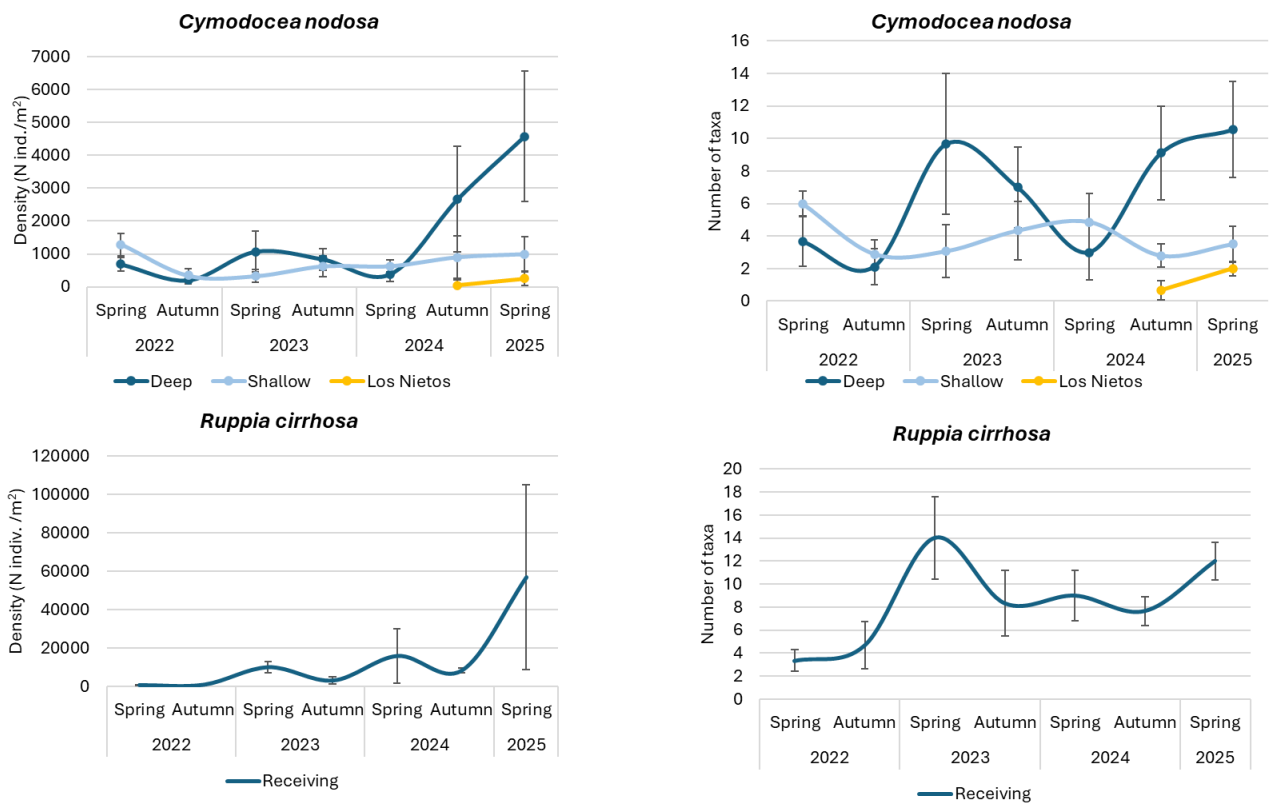 Cymodocea nodosa
Density (N ind./m²)
7000
6000
5000
4000
3000
2000
1000
0
Spring Autumn Spring Autumn Spring Autumn Spring
2022 2023 2024 2025
Deep Shallow Los Nietos
Cymodocea nodosa
Number of taxa
16
14
12
10
8
6
4
2
0
Spring Autumn Spring Autumn Spring Autumn Spring
2022 2023 2024 2025
Deep Shallow Los Nietos
Ruppia cirrhosa
Density (N indiv. /m²)
120000
100000
80000
60000
40000
20000
0
Spring Autumn Spring Autumn Spring Autumn Spring
2022 2023 2024 2025
Receiving
Ruppia cirrhosa
Number of taxa
20
18
16
14
12
10
8
6
4
2
0
Spring Autumn Spring Autumn Spring Autumn Spring
2022 2023 2024 2025
Receiving